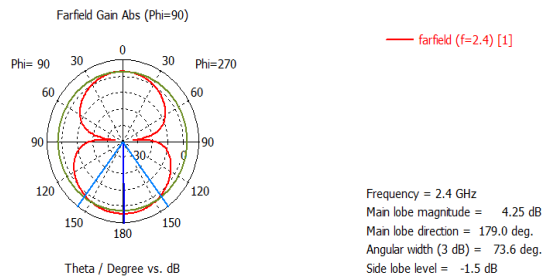 Farfield Gain Abs (Phi=90)
farfield (f=2.4) [1]
0
30
30
Phi= 90
Phi=270
60
60
90
90
-30
0
120
120
150
150
180
Theta / Degree vs. dB
Frequency = 2.4 GHz
Main lobe magnitude = 4.25 dB
Main lobe direction = 179.0 deg.
Angular width (3 dB) = 73.6 deg.
Side lobe level = -1.5 dB